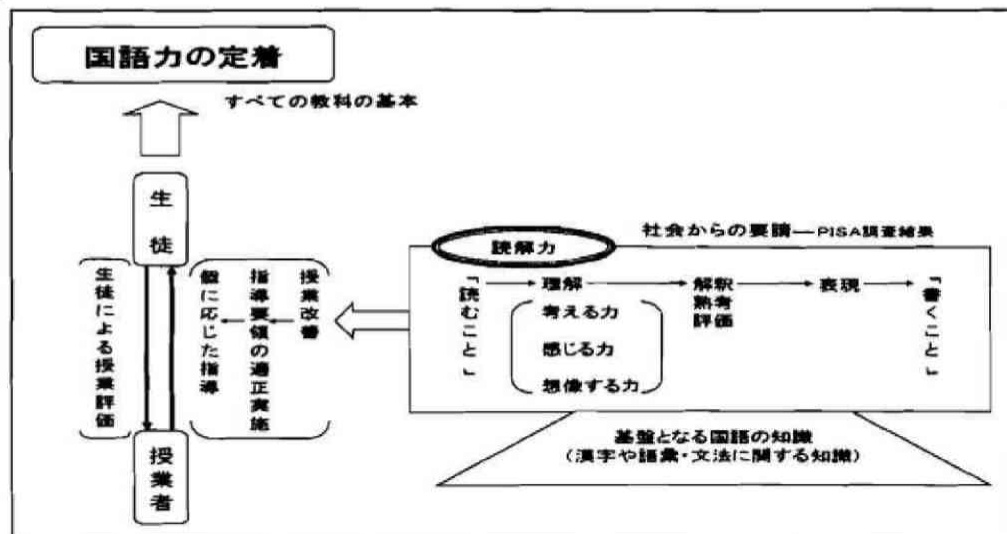 国語力の定着
すべての教科の基本
生徒
生徒による授業評価
授業者
授業改善
指導要領の適正実施
個に応じた指導
社会からの要請―PISA調査結果
読解力
「読むこと」
理解
考える力
感じる力
想像する力
解釈
熟考
評価
表現
「書くこと」
基盤となる国語の知識
(漢字や語彙・文法に関する知識)